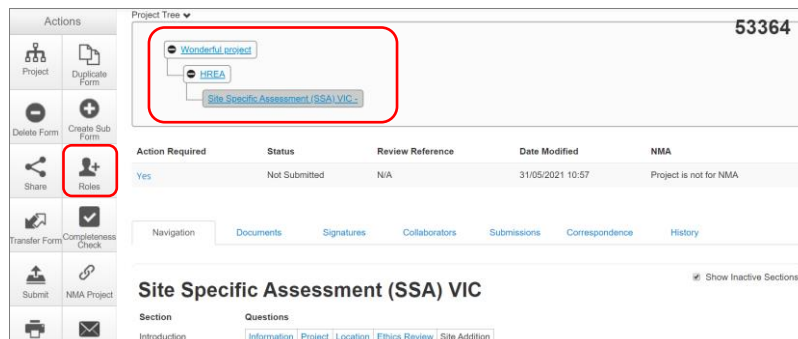 Actions
Project
Duplicate
Form
Delete Form
Create Sub
Form
Share
Roles
Transfer Form
Completeness
Check
Submit
NMA Project
Project Tree
53364
Wonderful project
HREA
Site Specific Assessment (SSA) VIC -
Action Required Status Review Reference Date Modified NMA
Yes Not Submitted N/A 31/05/2021 10:57 Project is not for NMA
Navigation Documents Signatures Collaborators Submissions Correspondence History
Show Inactive Sections
Site Specific Assessment (SSA) VIC
Section Questions
Introduction Information Project Location Ethics Review Site Addition